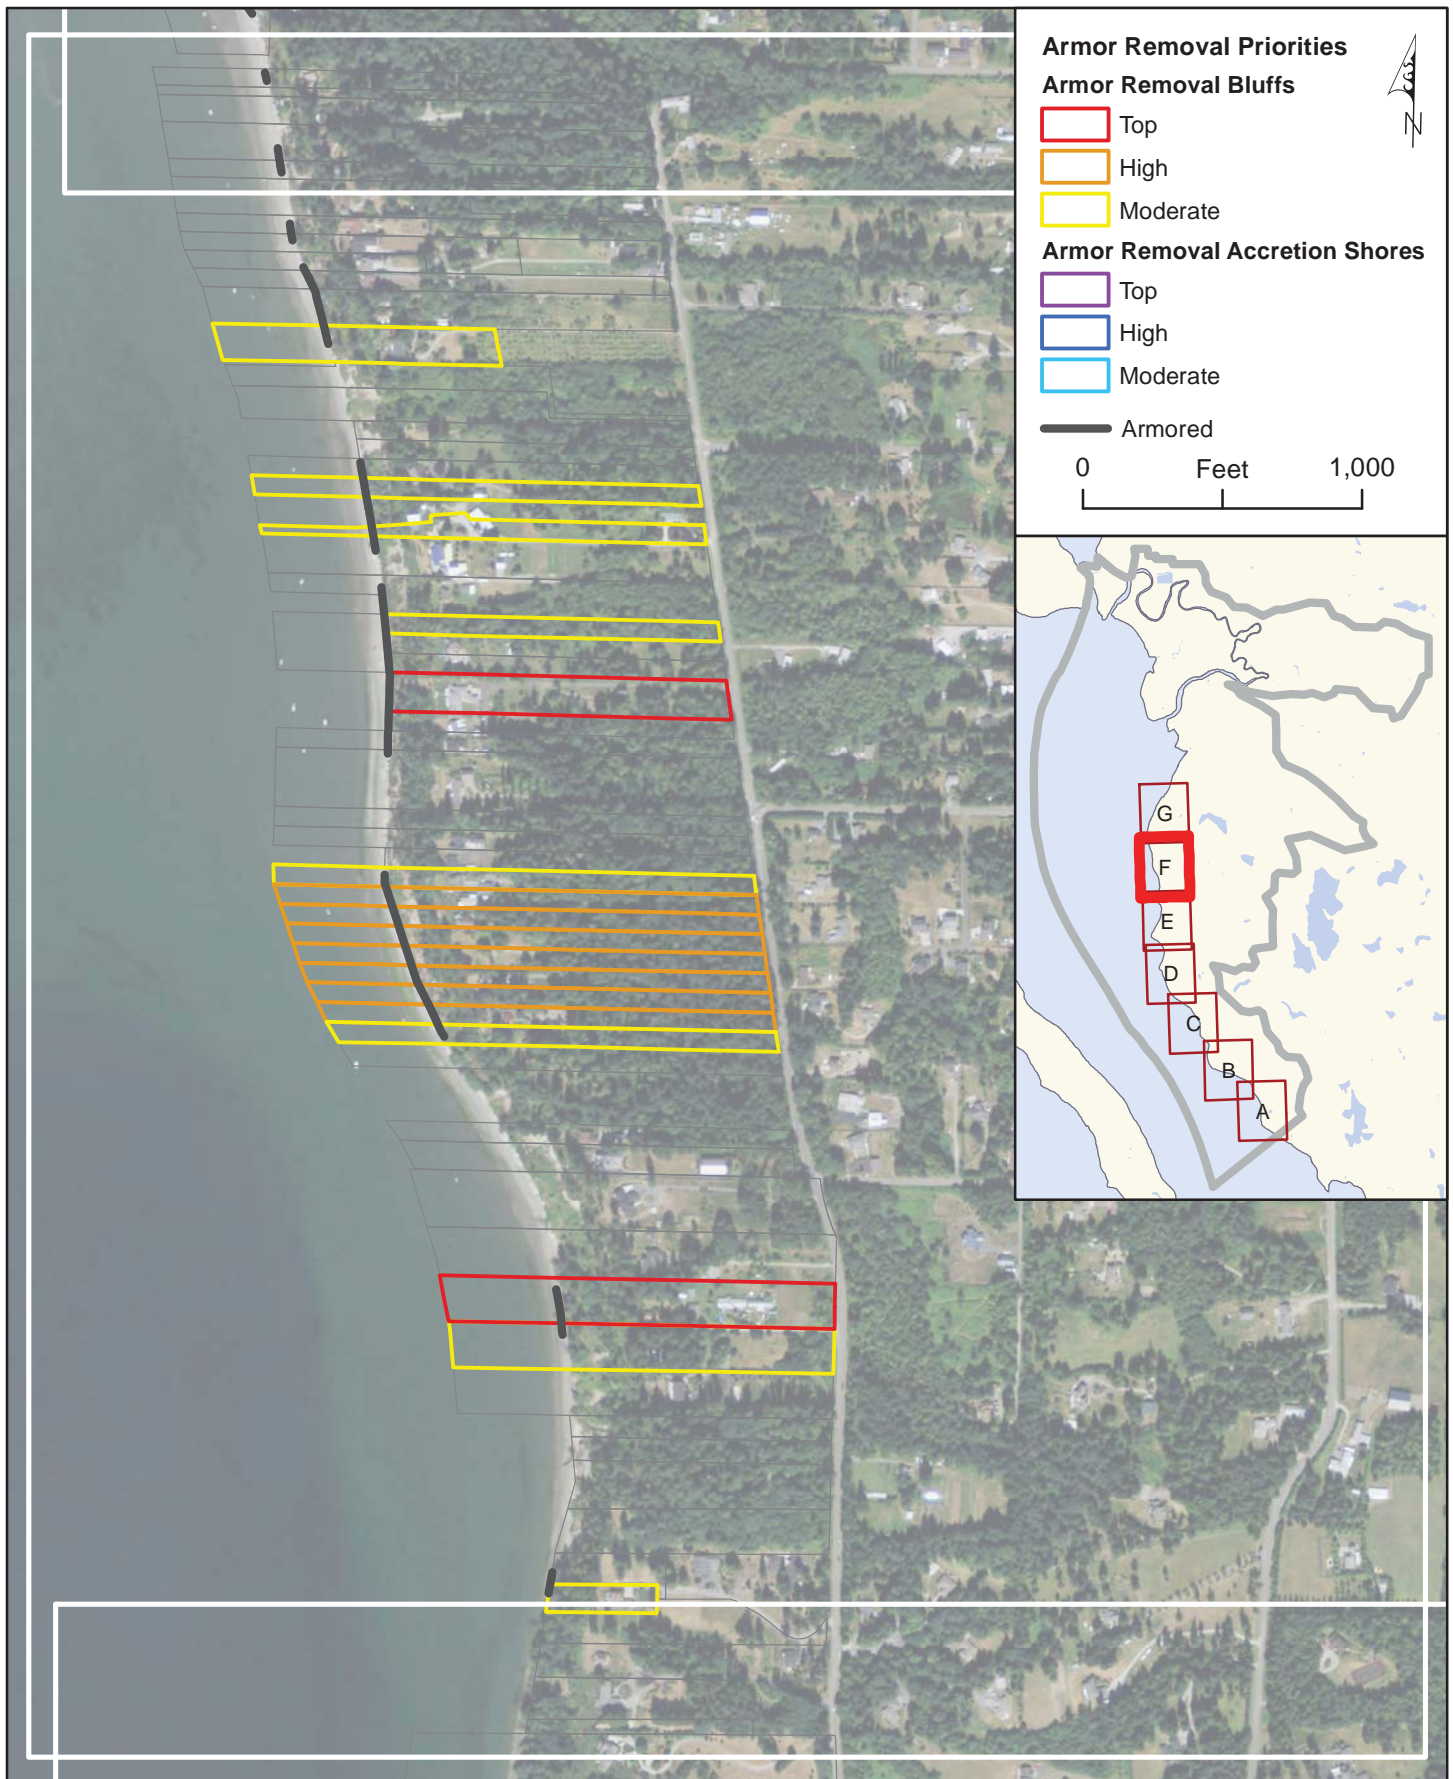 Armor Removal Priorities
Armor Removal Bluffs
Top
High
Moderate
Armor Removal Accretion Shores
Top
High
Moderate
Armored
0 Feet 1,000
N
G
F
E
D
C
B
A